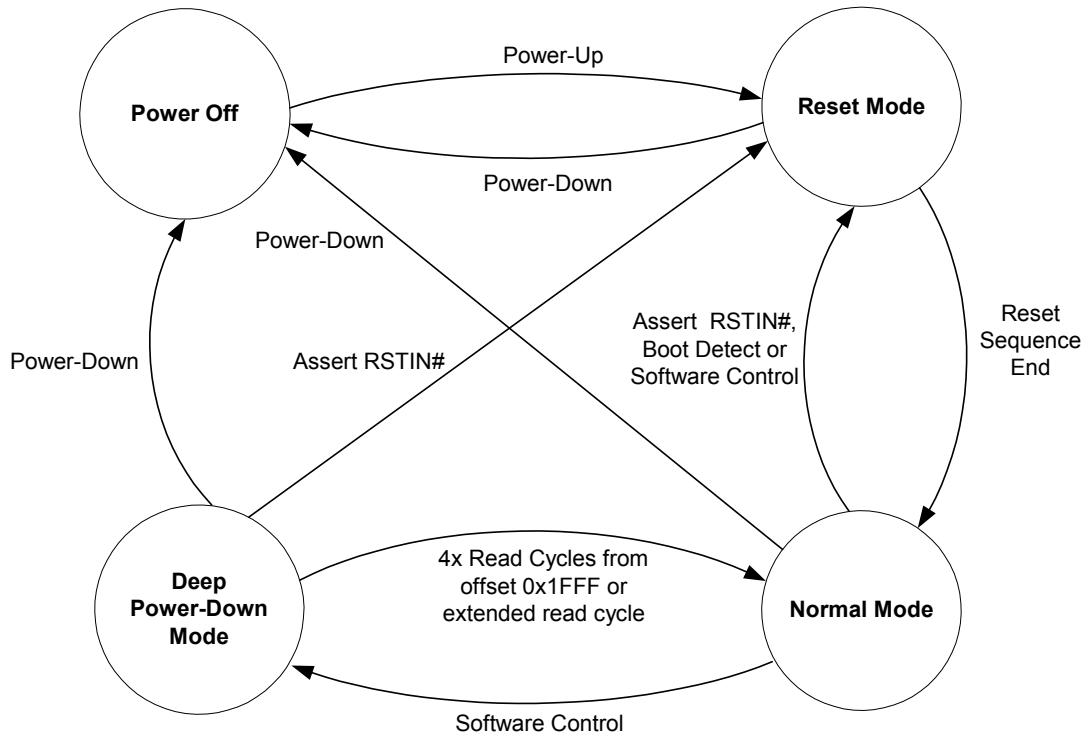 Power-Up
Power Off
Reset Mode
Power-Down
Power-Down
Power-Down
Assert RSTIN#
Assert RSTIN#,
Boot Detect or
Software Control
Reset
Sequence
End
Deep
Power-Down
Mode
4x Read Cycles from
offset 0x1FFF or
extended read cycle
Normal Mode
Software Control